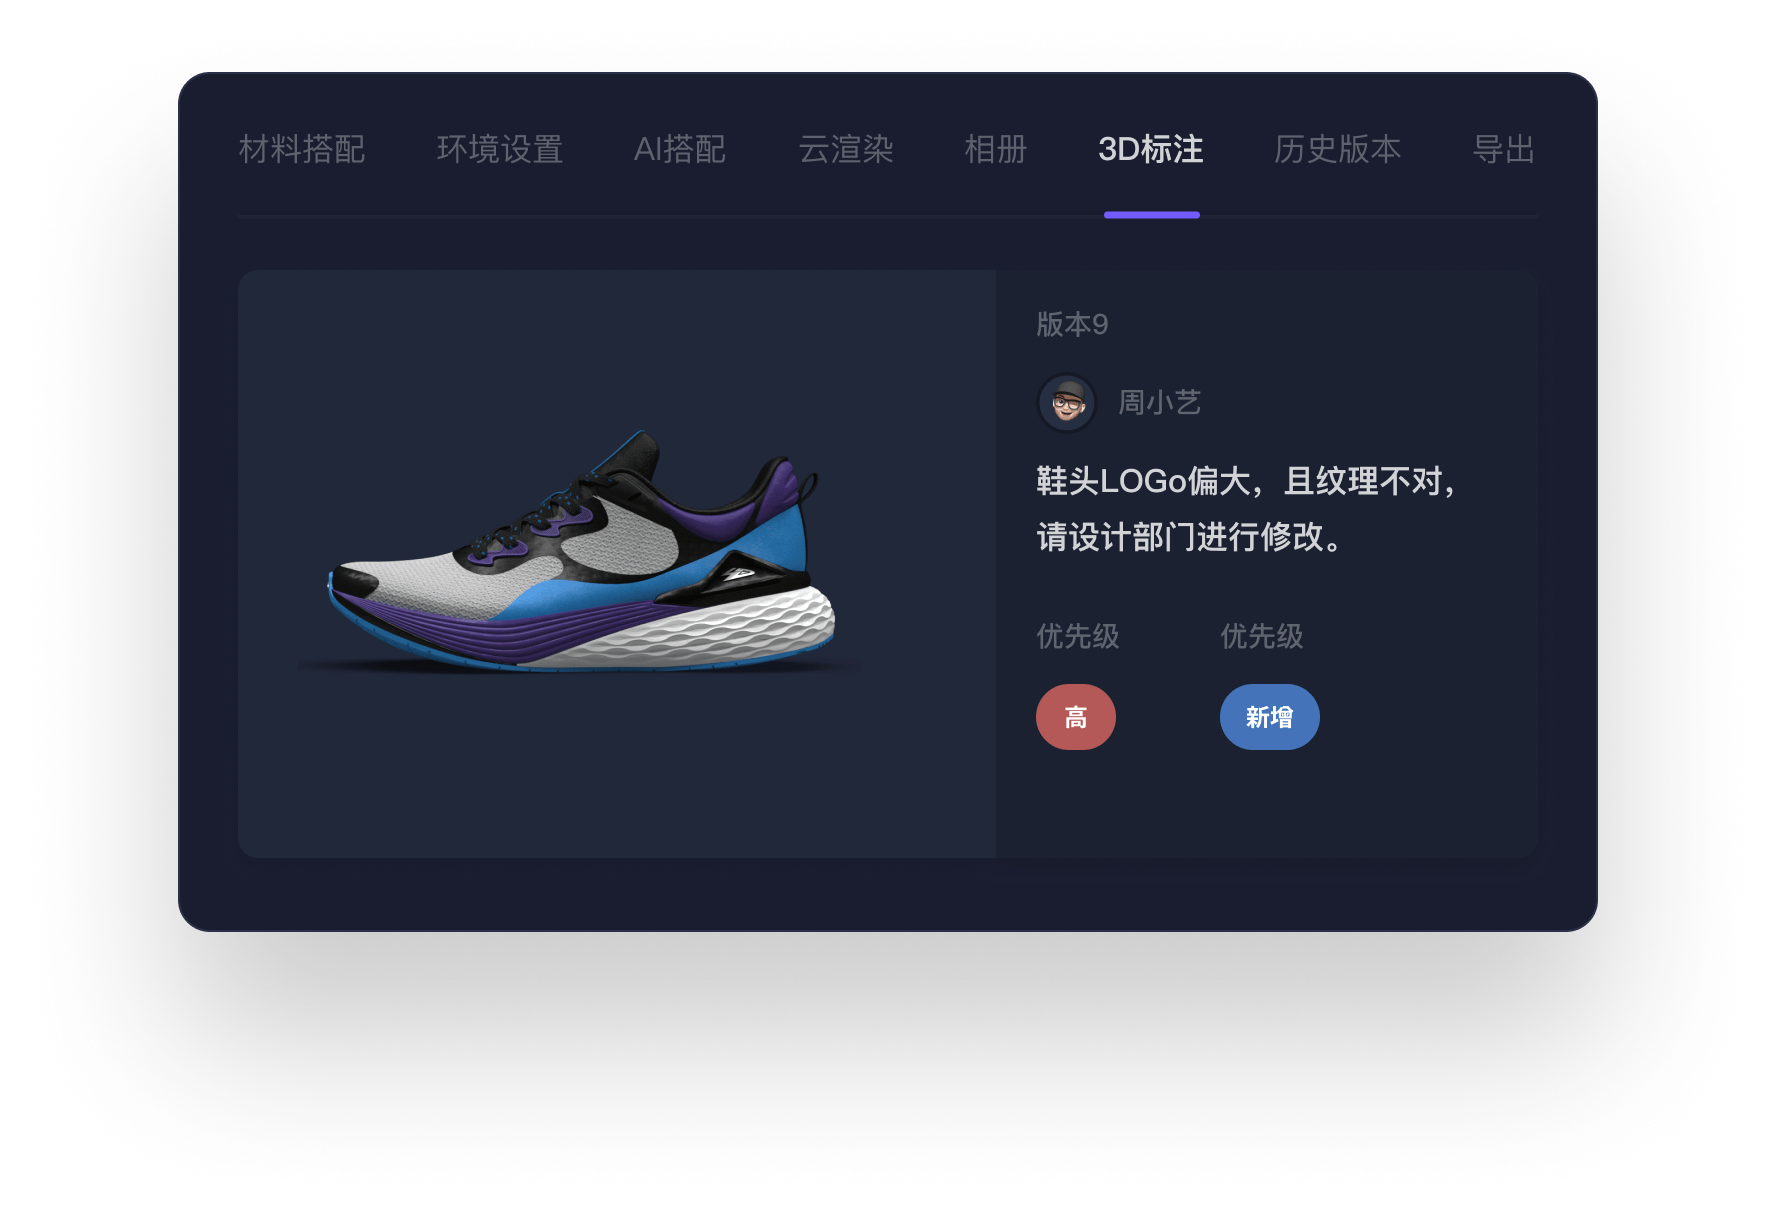 材料搭配 环境设置 AI搭配 云渲染 相册 3D标注 历史版本 导出
版本9
周小艺
鞋头LOGo偏大，且纹理不对，
请设计部门进行修改。
优先级 优先级
高 新增